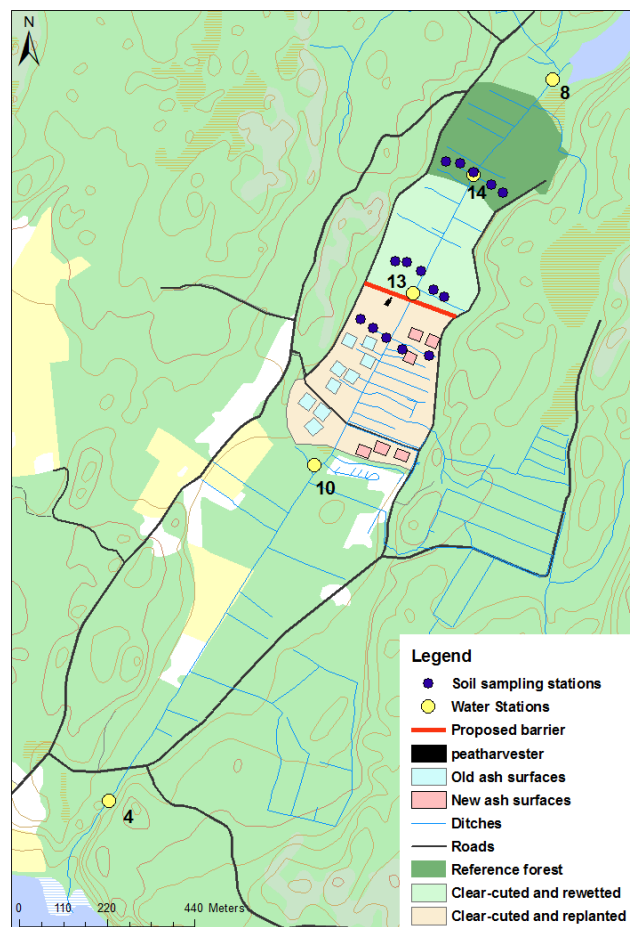 N
8
14
13
10
4
Legend
Soil sampling stations
Water Stations
Proposed barrier
peatharvester
Old ash surfaces
New ash surfaces
Ditches
Roads
Reference forest
Clear-cuted and rewetted
Clear-cuted and replanted
0 110 220 440 Meters